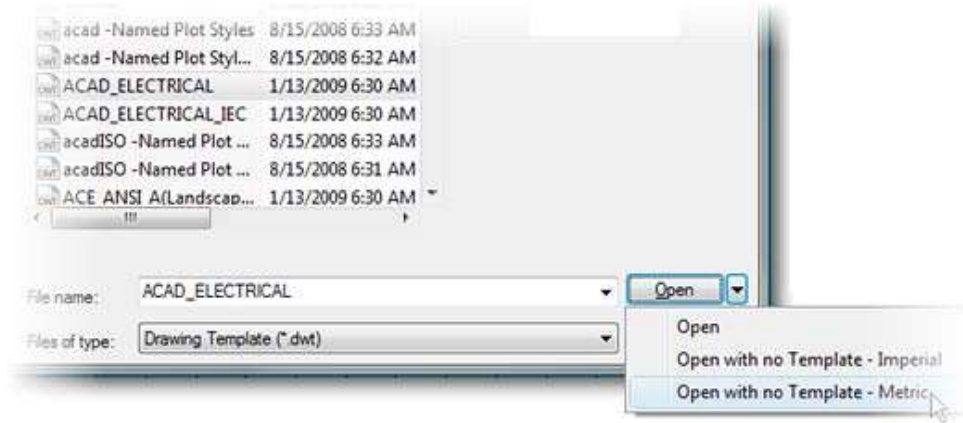 acad -Named Plot Styles 8/15/2008 6:33 AM
acad -Named Plot Styl... 8/15/2008 6:32 AM
ACAD_ELECTRICAL 1/13/2009 6:30 AM
ACAD_ELECTRICAL_IEC 1/13/2009 6:30 AM
acadISO -Named Plot ... 8/15/2008 6:33 AM
acadISO -Named Plot ... 8/15/2008 6:31 AM
ACE ANSI A(Landscap... 1/13/2009 6:30 AM
File name: ACAD_ELECTRICAL Open
Files of type: Drawing Template (*.dwt)
Open
Open with no Template - Imperial
Open with no Template - Metric